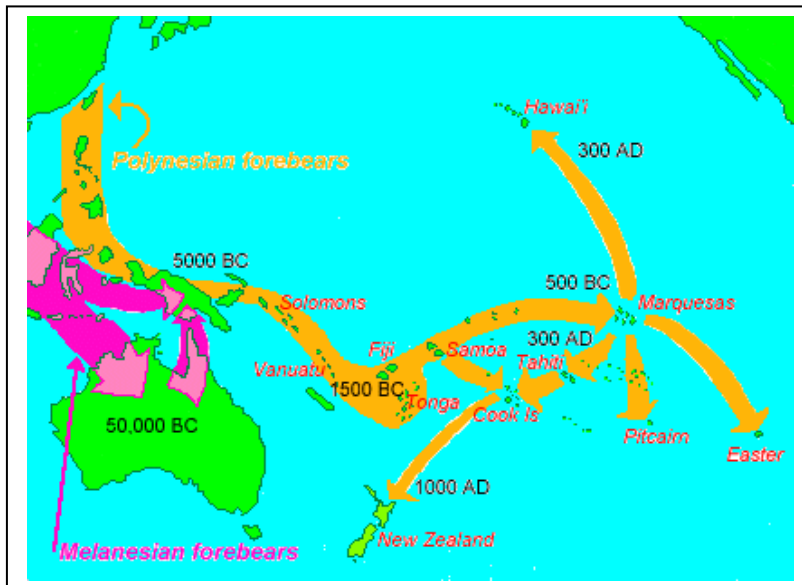 Hawai'i
300 AD
Polynesian forebears
5000 BC
500 BC
Solomons
Marquesas
300 AD
Fiji
Samoa
Tahiti
Vanuatu
1500 BC
Tonga
Cook Is
50,000 BC
Pitcairn
Easter
1000 AD
New Zealand
Melanesian forebears